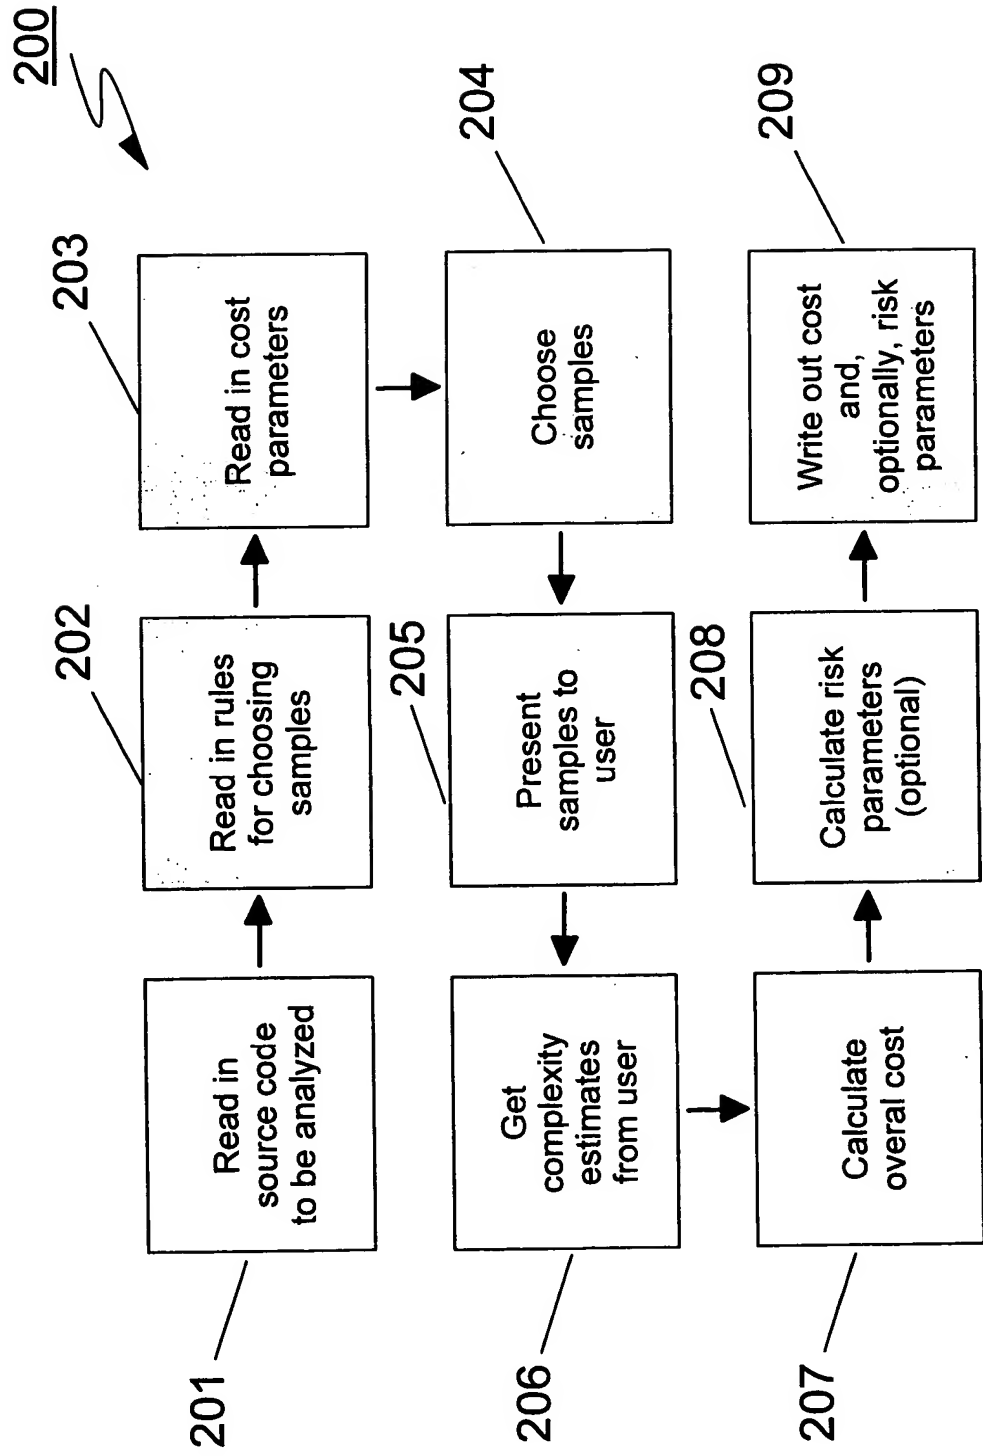 200
201
Read in
source code
to be analyzed
202
Read in rules
for choosing
samples
203
Read in cost
parameters
204
Choose
samples
205
Present
samples to
user
206
Get
complexity
estimates
from user
207
Calculate
overal cost
208
Calculate risk
parameters
(optional)
209
Write out cost
and,
optionally, risk
parameters